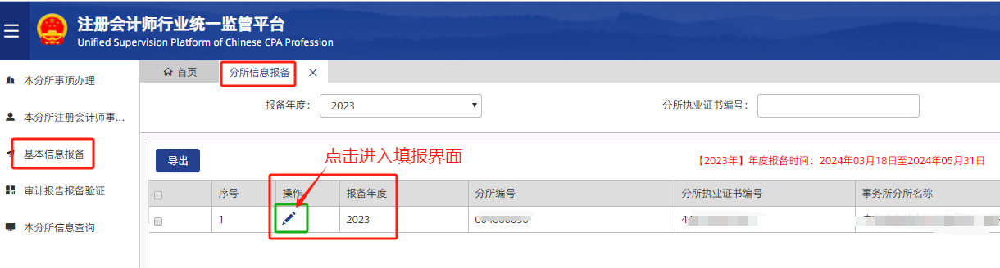 注册会计师行业统一监管平台
Unified Supervision Platform of Chinese CPA Profession
首页 分所信息报备 ×
本分所事项办理
本分所注册会计师事...
基本信息报备
审计报告报备验证
本分所信息查询
报备年度： 2023 分所执业证书编号：
点击进入填报界面
导出 【2023年】年度报备时间：2024年03月18日至2024年05月31日
序号 操作 报备年度 分所编号 分所执业证书编号 事务所分所名称
1 2023